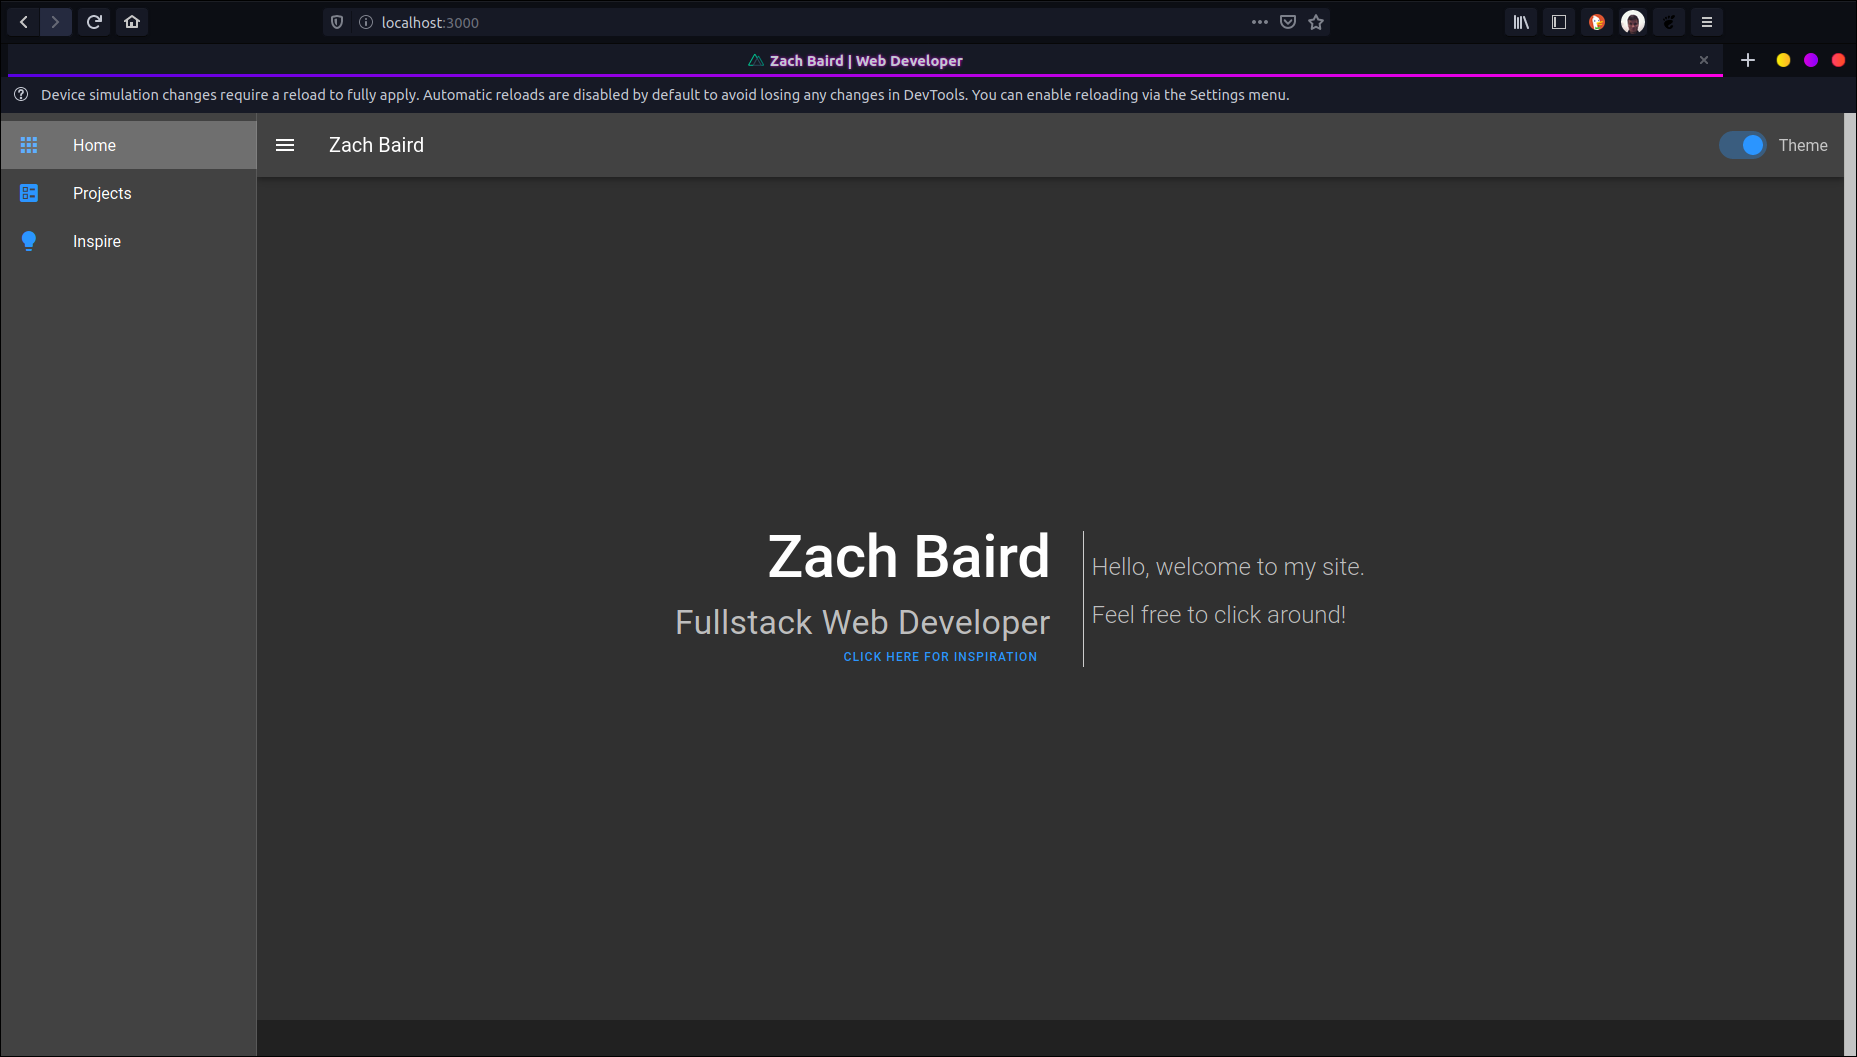 localhost:3000
Zach Baird | Web Developer
Device simulation changes require a reload to fully apply. Automatic reloads are disabled by default to avoid losing any changes in DevTools. You can enable reloading via the Settings menu.
Home
Projects
Inspire
Zach Baird
Theme
Zach Baird
Fullstack Web Developer
CLICK HERE FOR INSPIRATION
Hello, welcome to my site.
Feel free to click around!